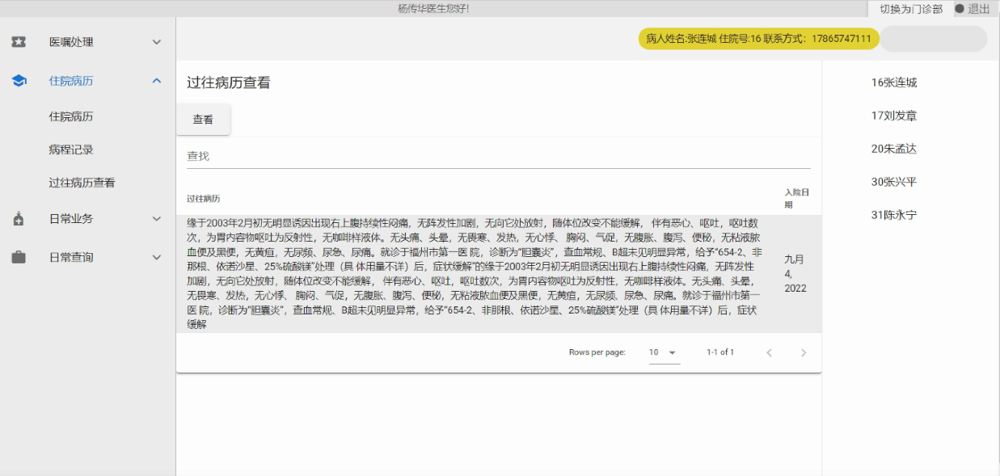 杨传华医生您好!
切换为门诊部
退出
医嘱处理
住院病历
住院病历
病程记录
过往病历查看
日常业务
日常查询
病人姓名:张连城 住院号:16 联系方式：17865747111
过往病历查看
查看
查找
过往病历
入院日
期
缘于2003年2月初无明显诱因出现右上腹持续性闷痛，无阵发性加剧，无向它处放射，随体位改变不能缓解， 伴有恶心、呕吐，呕吐数
次，为胃内容物呕吐为反射性，无咖啡样液体。无头痛、头晕，无畏寒、发热，无心悸、 胸闷、气促，无腹胀、腹泻、便秘，无粘液脓
血便及黑便，无黄疸，无尿频、尿急、尿痛。就诊于福州市第一医 院，诊断为“胆囊炎”，查血常规、B超未见明显异常，给予“654-2、非
那根、依诺沙星、25%硫酸镁”处理（具 体用量不详）后，症状缓解”的缘于2003年2月初无明显诱因出现右上腹持续性闷痛，无阵发性
加剧，无向它处放射，随体位改变不能缓解， 伴有恶心、呕吐，呕吐数次，为胃内容物呕吐为反射性，无咖啡样液体。无头痛、头晕，
无畏寒、发热，无心悸、 胸闷、气促，无腹胀、腹泻、便秘，无粘液脓血便及黑便，无黄疸，无尿频、尿急、尿痛。就诊于福州市第一
医 院，诊断为“胆囊炎”，查血常规、B超未见明显异常，给予“654-2、非那根、依诺沙星、25%硫酸镁”处理（具 体用量不详）后，症状
缓解
九月
4,
2022
Rows per page:
10
1-1 of 1
16张连城
17刘发章
20朱孟达
30张兴平
31陈永宁